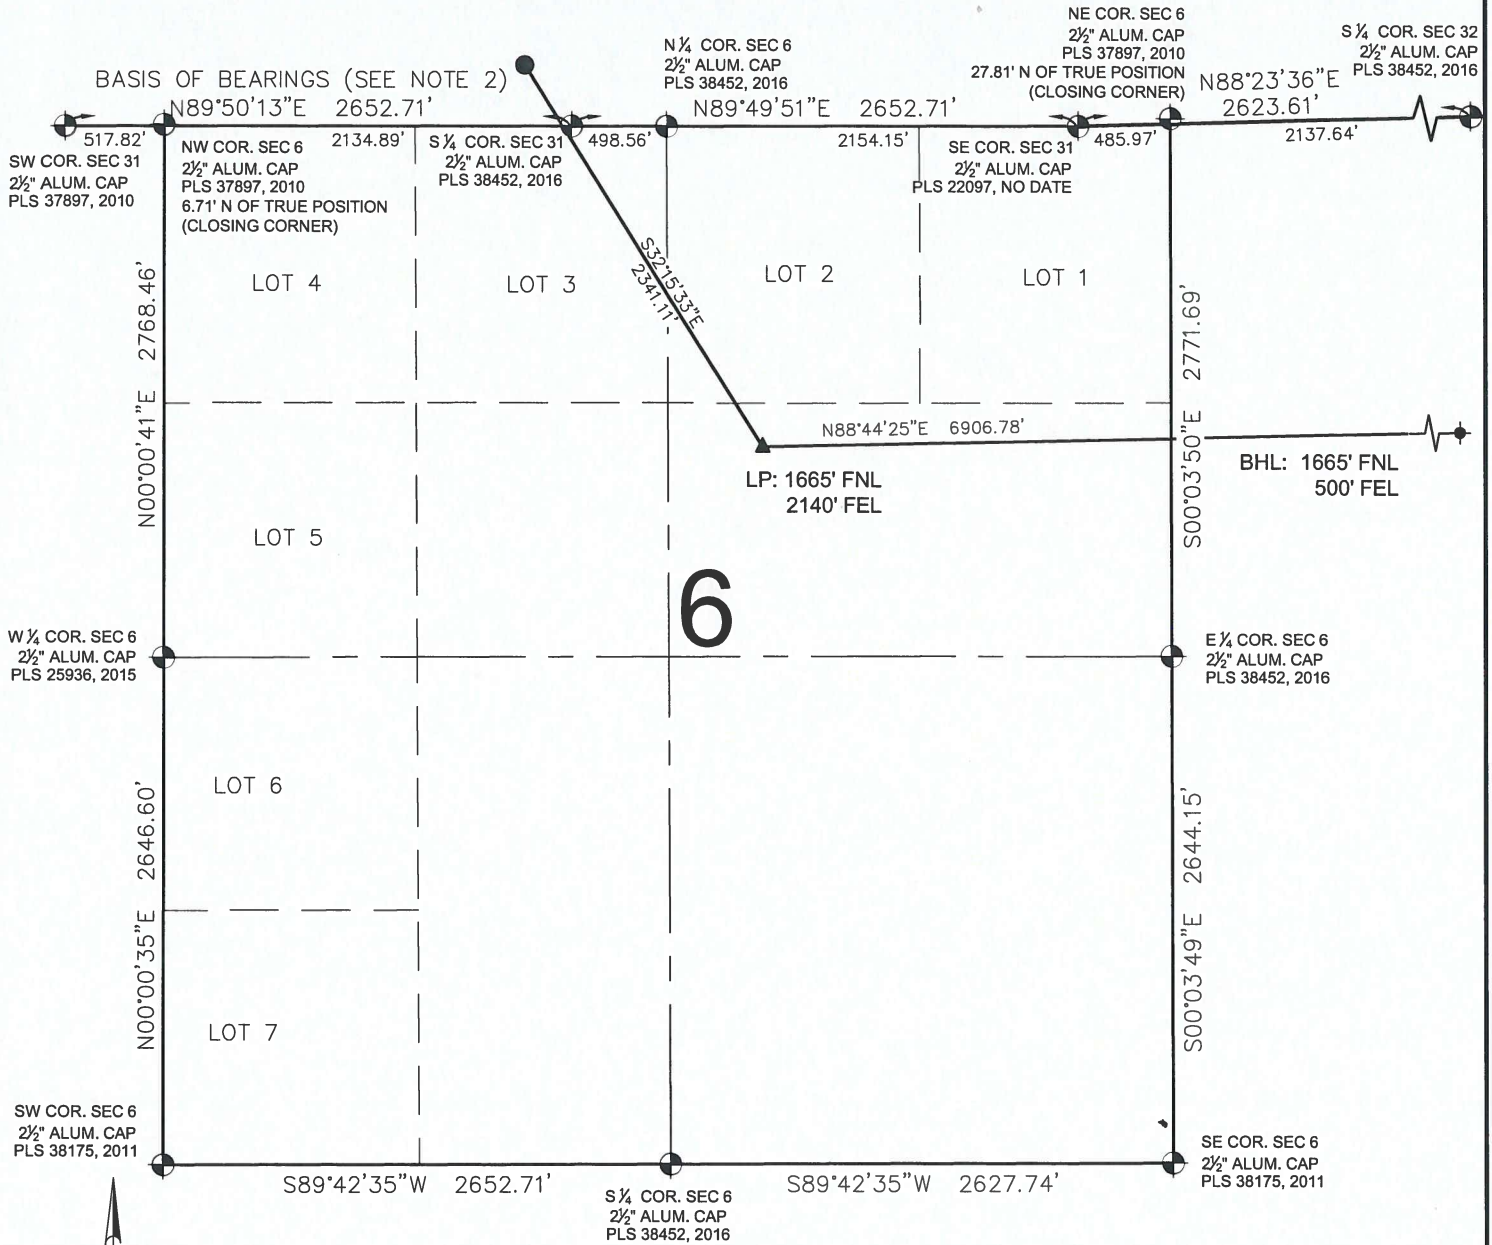 NE COR. SEC 6
2½" ALUM. CAP
PLS 37897, 2010
27.81' N OF TRUE POSITION
(CLOSING CORNER)
S ¼ COR. SEC 32
2½" ALUM. CAP
PLS 38452, 2016
N ¼ COR. SEC 6
2½" ALUM. CAP
PLS 38452, 2016
BASIS OF BEARINGS (SEE NOTE 2)
N89°50'13"E 2652.71'
N89°49'51"E 2652.71'
N88°23'36"E
2623.61'
517.82'
2134.89'
498.56'
2154.15'
485.97'
2137.64'
SW COR. SEC 31
2½" ALUM. CAP
PLS 37897, 2010
NW COR. SEC 6
2½" ALUM. CAP
PLS 37897, 2010
6.71' N OF TRUE POSITION
(CLOSING CORNER)
S ¼ COR. SEC 31
2½" ALUM. CAP
PLS 38452, 2016
SE COR. SEC 31
2½" ALUM. CAP
PLS 22097, NO DATE
LOT 4
LOT 3
LOT 2
LOT 1
S32°15'33"E
2341.11'
N00°00'41"E 2768.46'
S00°03'50"E 2771.69'
N88°44'25"E 6906.78'
LP: 1665' FNL
2140' FEL
BHL: 1665' FNL
500' FEL
LOT 5
6
W ¼ COR. SEC 6
2½" ALUM. CAP
PLS 25936, 2015
E ¼ COR. SEC 6
2½" ALUM. CAP
PLS 38452, 2016
LOT 6
N00°00'35"E 2646.60'
S00°03'49"E 2644.15'
LOT 7
SW COR. SEC 6
2½" ALUM. CAP
PLS 38175, 2011
SE COR. SEC 6
2½" ALUM. CAP
PLS 38175, 2011
S89°42'35"W 2652.71'
S89°42'35"W 2627.74'
S ¼ COR. SEC 6
2½" ALUM. CAP
PLS 38452, 2016